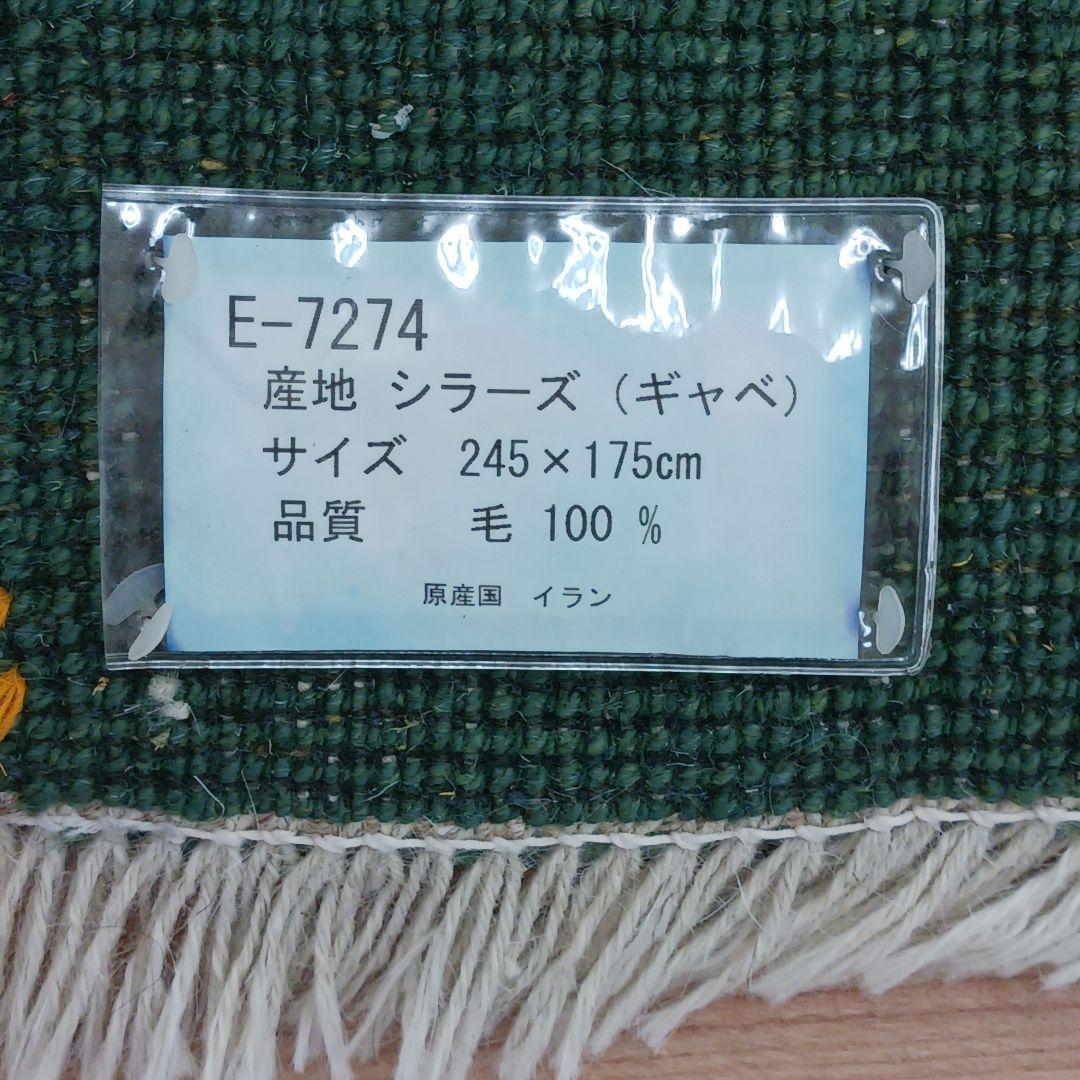 E-7274
産地 シラーズ (ギャベ)
サイズ 245×175cm
品質 毛 100 %
原産国 イラン